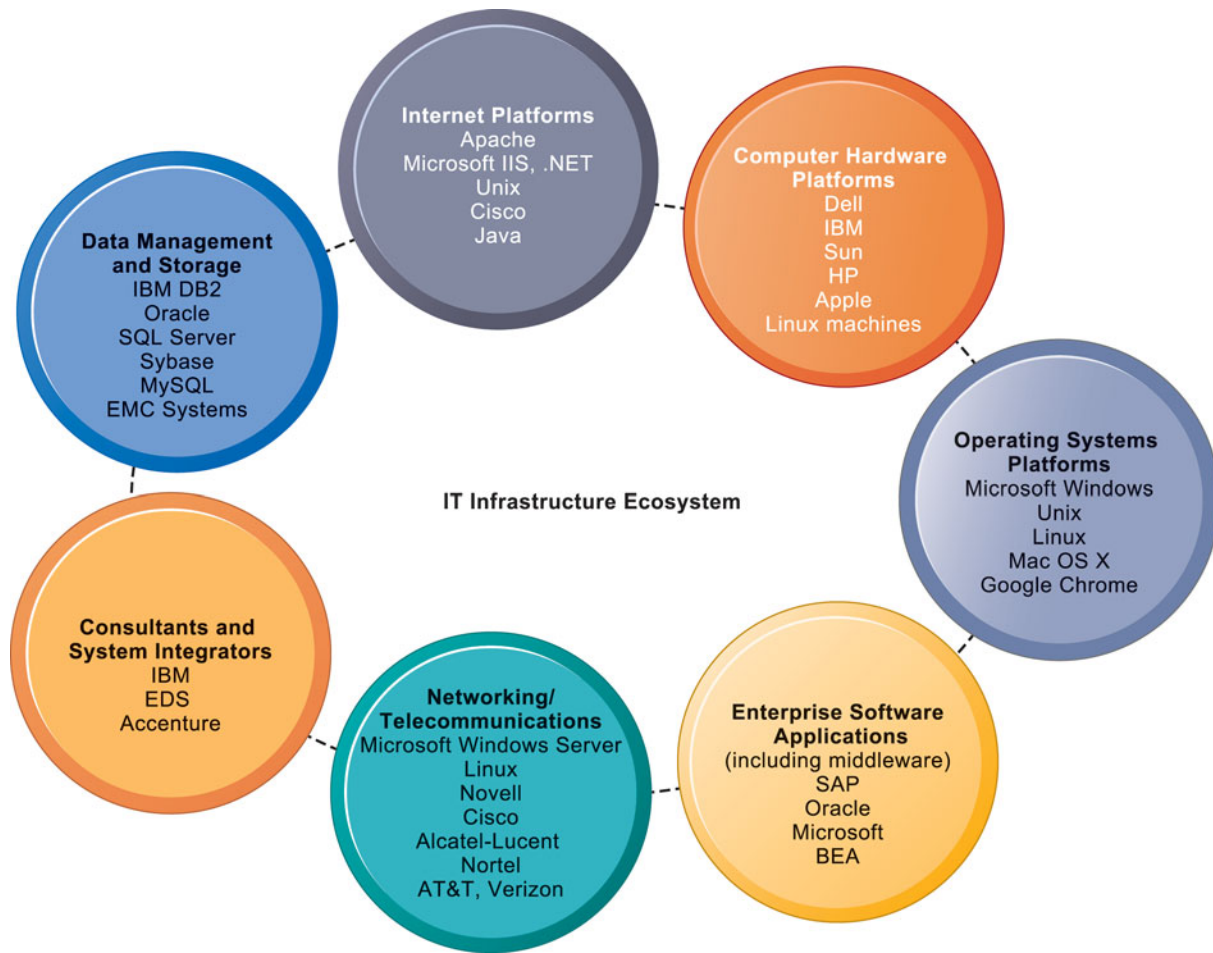 Internet Platforms
Apache
Microsoft IIS, .NET
Unix
Cisco
Java
Computer Hardware
Platforms
Dell
IBM
Sun
HP
Apple
Linux machines
Data Management
and Storage
IBM DB2
Oracle
SQL Server
Sybase
MySQL
EMC Systems
Operating Systems
Platforms
Microsoft Windows
Unix
Linux
Mac OS X
Google Chrome
IT Infrastructure Ecosystem
Consultants and
System Integrators
IBM
EDS
Accenture
Networking/
Telecommunications
Microsoft Windows Server
Linux
Novell
Cisco
Alcatel-Lucent
Nortel
AT&T, Verizon
Enterprise Software
Applications
(including middleware)
SAP
Oracle
Microsoft
BEA